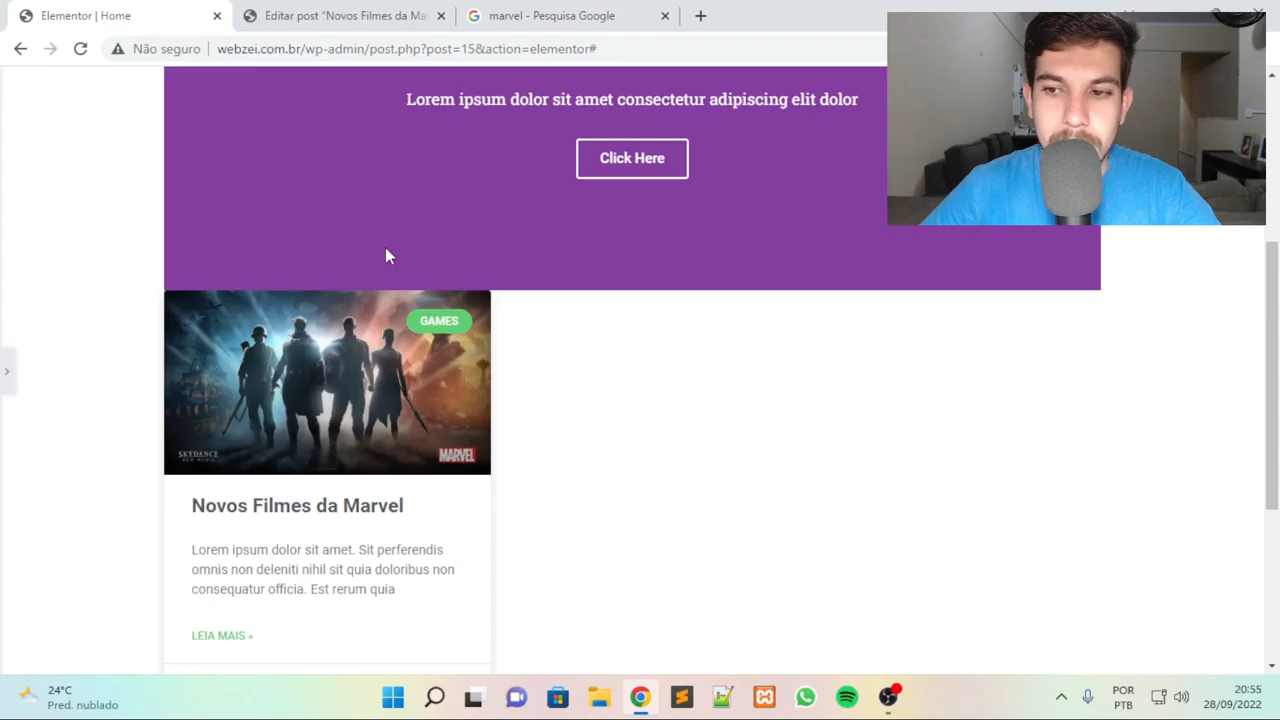 Elementor | Home
Editar post "Novos Filmes da Ma
marvel - Pesquisa Google
Não seguro
webzei.com.br/wp-admin/post.php?post=15&action=elementor#
Lorem ipsum dolor sit amet consectetur adipiscing elit dolor
Click Here
GAMES
SKYDANCE
NEW MEDIA
MARVEL
Novos Filmes da Marvel
Lorem ipsum dolor sit amet. Sit perferendis
omnis non deleniti nihil sit quia doloribus non
consequatur officia. Est rerum quia
LEIA MAIS »
24°C
Pred. nublado
POR
PTB
20:55
28/09/2022